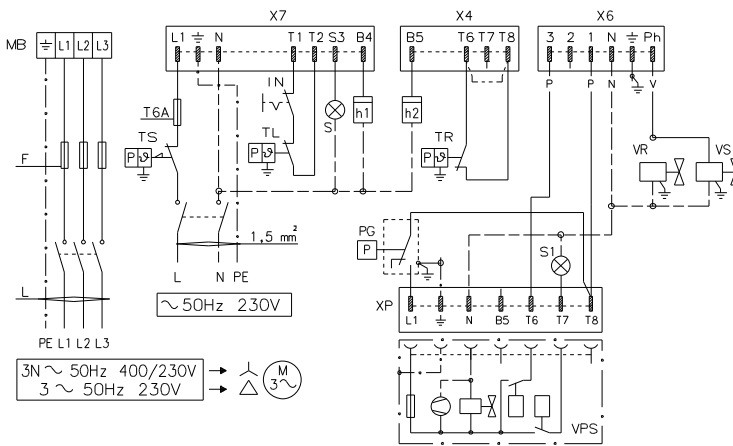 X7
X4
X6
MB
L1 L2 L3
L1 N T1 T2 S3 B4
B5 T6 T7 T8
3 2 1 N Ph
P P N V
T6A
IN
S
h1
h2
TS
P ϑ
TL
P ϑ
TR
P ϑ
VR
VS
F
1,5 mm²
PG
P
S1
L
L N PE
∼ 50Hz 230V
XP
L1 N B5 T6 T7 T8
PE L1 L2 L3
3N ∼ 50Hz 400/230V
3 ∼ 50Hz 230V
M
3∼
VPS